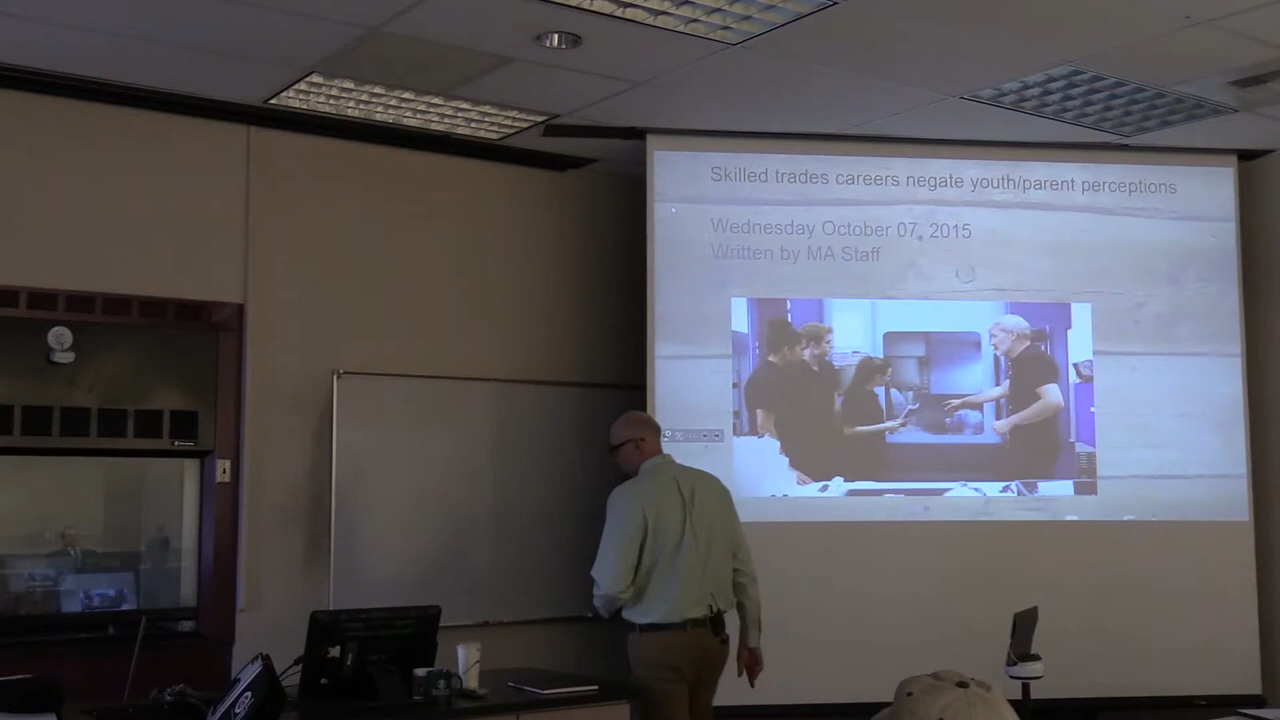 Skilled trades careers negate youth/parent perceptions
Wednesday October 07, 2015
Written by MA Staff